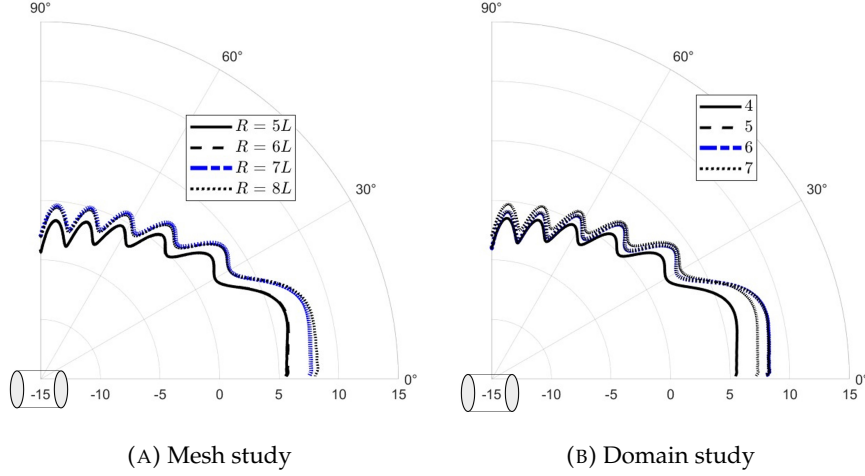 90°
60°
30°
0°
R = 5L
R = 6L
R = 7L
R = 8L
-15 -10 -5 0 5 10 15
(A) Mesh study
90°
60°
30°
0°
4
5
6
7
-15 -10 -5 0 5 10 15
(B) Domain study